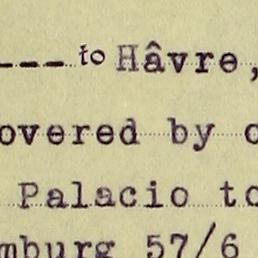 --- to Hâvre,
overed by c
Palacio to
mburg 57/6